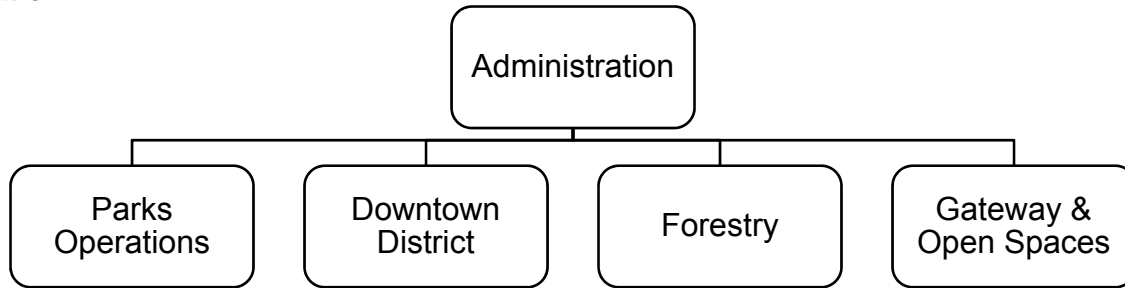 Administration
Parks
Operations
Downtown
District
Forestry
Gateway &
Open Spaces